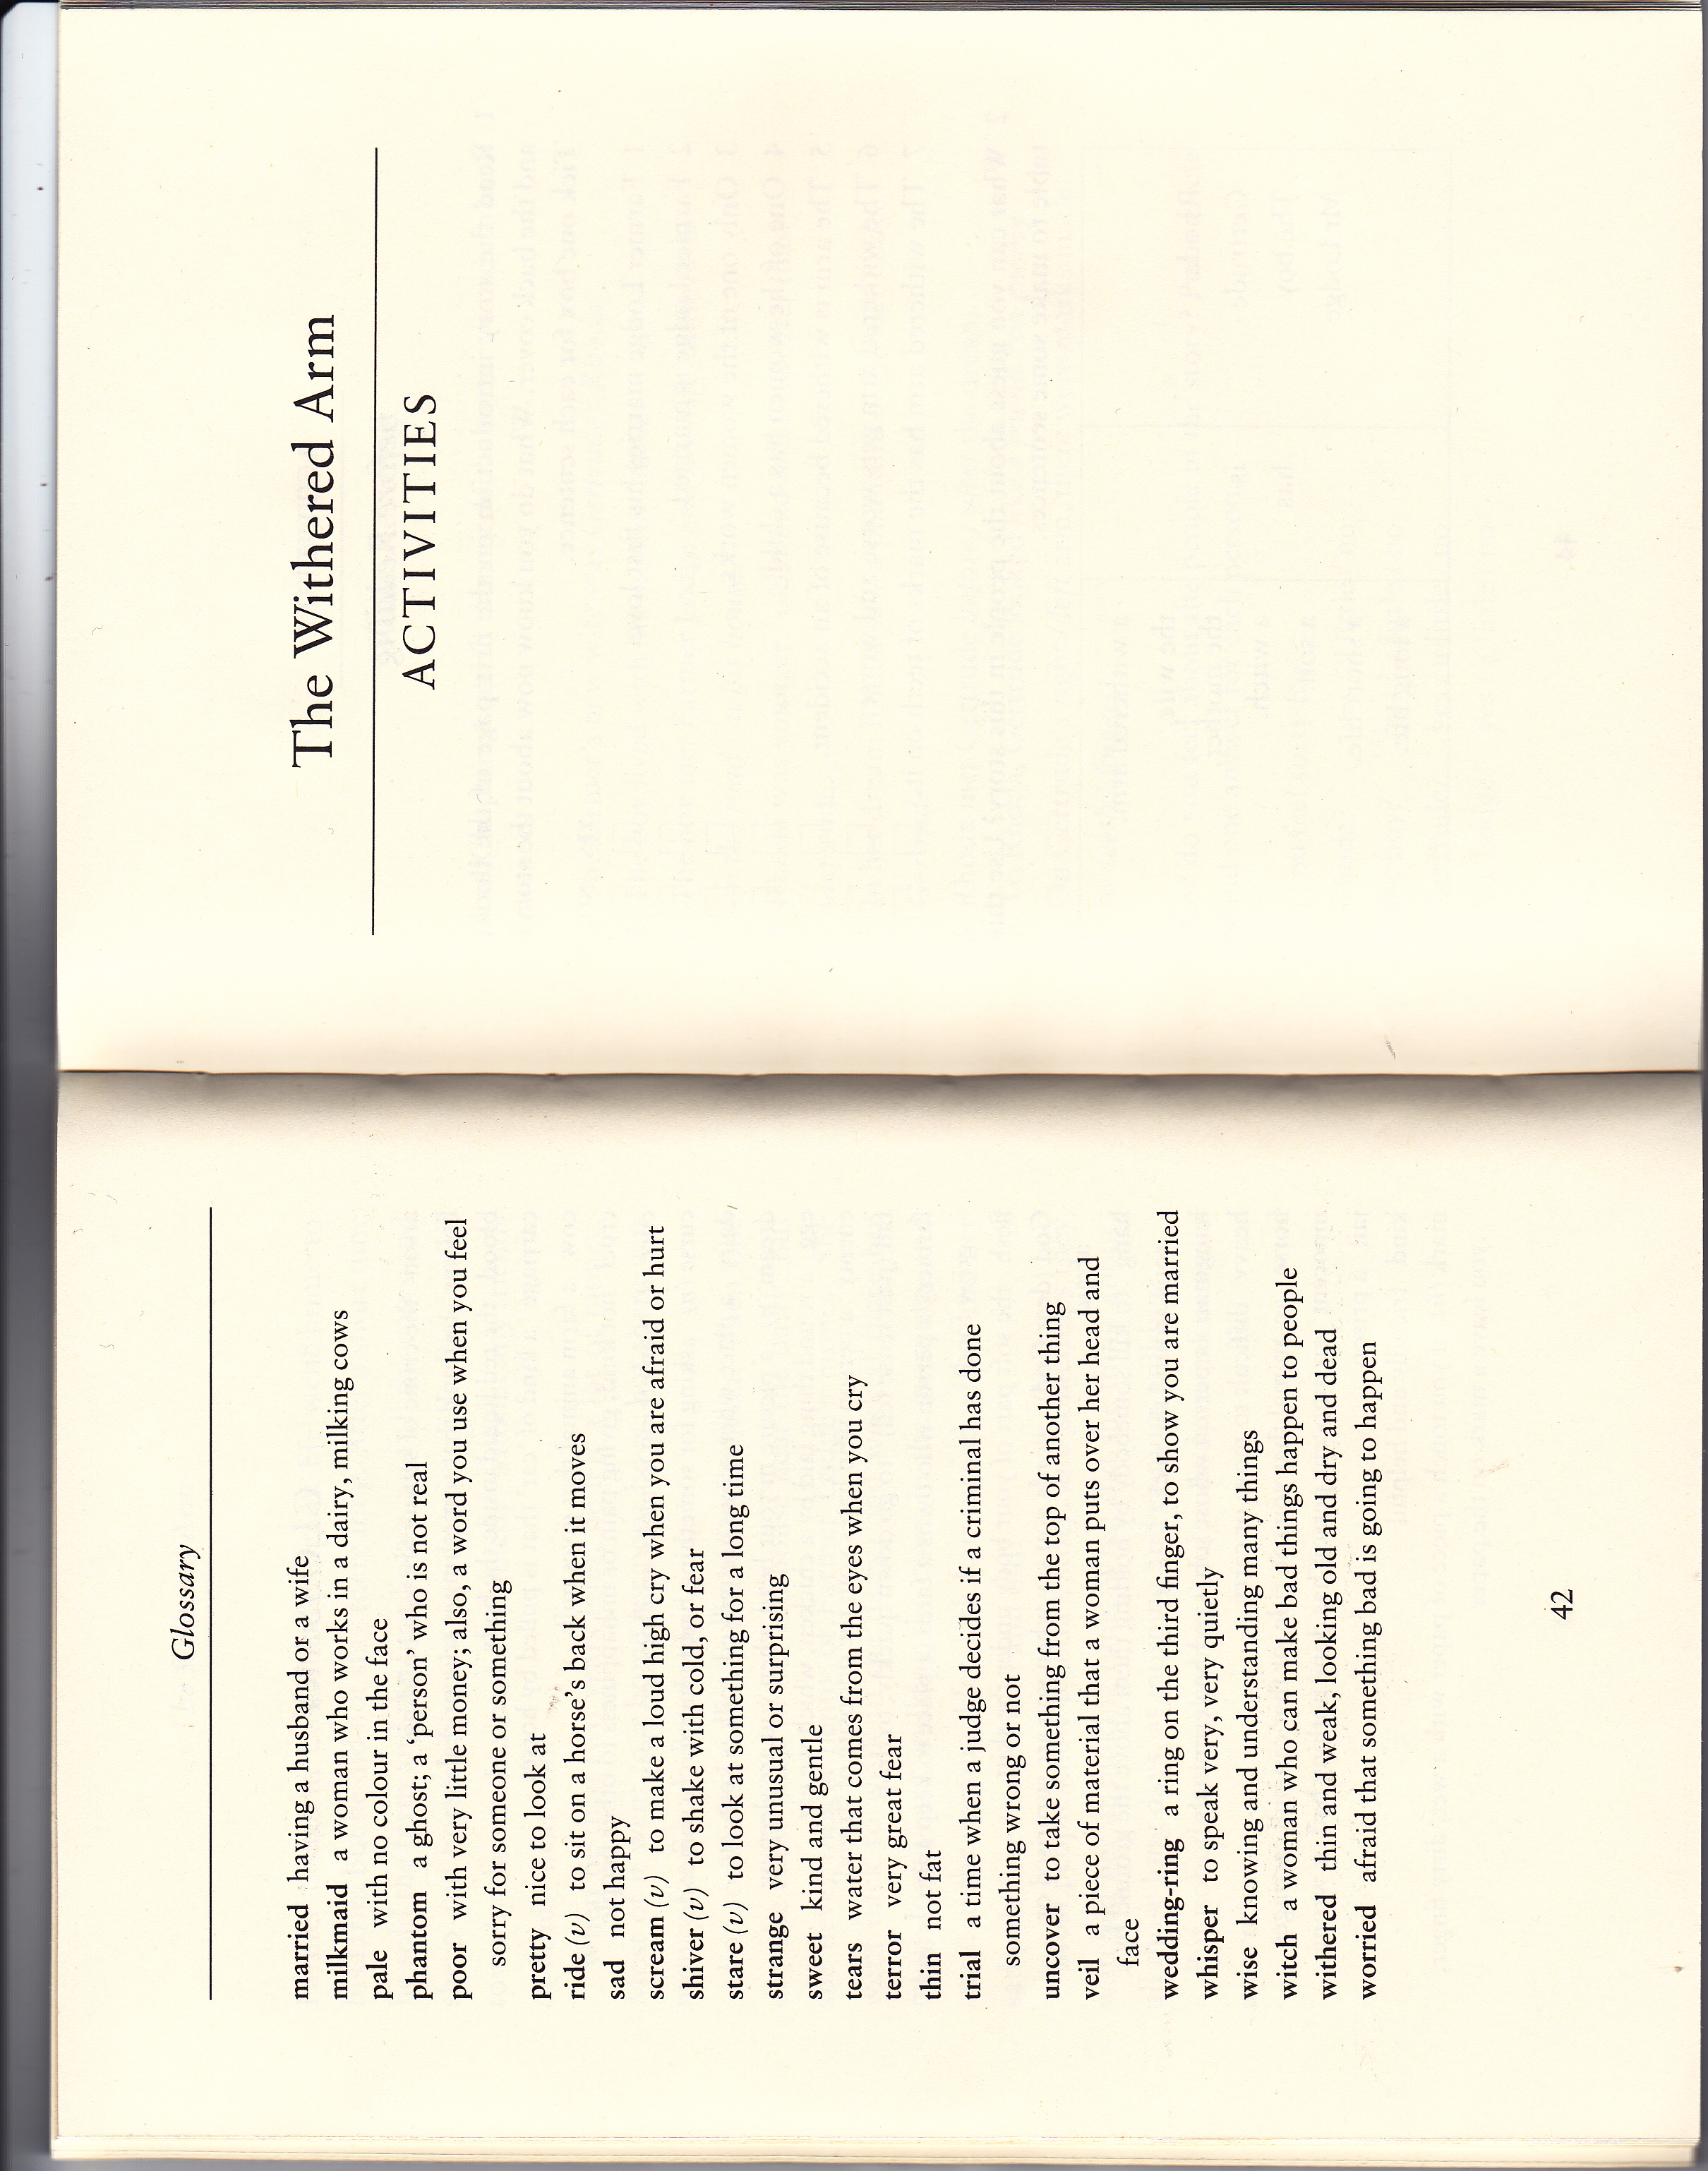 Glossary
married having a husband or a wife
milkmaid a woman who works in a dairy, milking cows
pale with no colour in the face
phantom a ghost; a ‘person’ who is not real
poor with very little money; also, a word you use when you feel
sorry for someone or something
pretty nice to look at
ride (v) to sit on a horse’s back when it moves
sad not happy
scream (v) to make a loud high cry when you are afraid or hurt
shiver (v) to shake with cold, or fear
stare (v) to look at something for a long time
strange very unusual or surprising
sweet kind and gentle
tears water that comes from the eyes when you cry
terror very great fear
thin not fat
trial a time when a judge decides if a criminal has done
something wrong or not
uncover to take something from the top of another thing
veil a piece of material that a woman puts over her head and
face
wedding-ring a ring on the third finger, to show you are married
whisper to speak very, very quietly
wise knowing and understanding many things
witch a woman who can make bad things happen to people
withered thin and weak, looking old and dry and dead
worried afraid that something bad is going to happen
42
The Withered Arm
ACTIVITIES